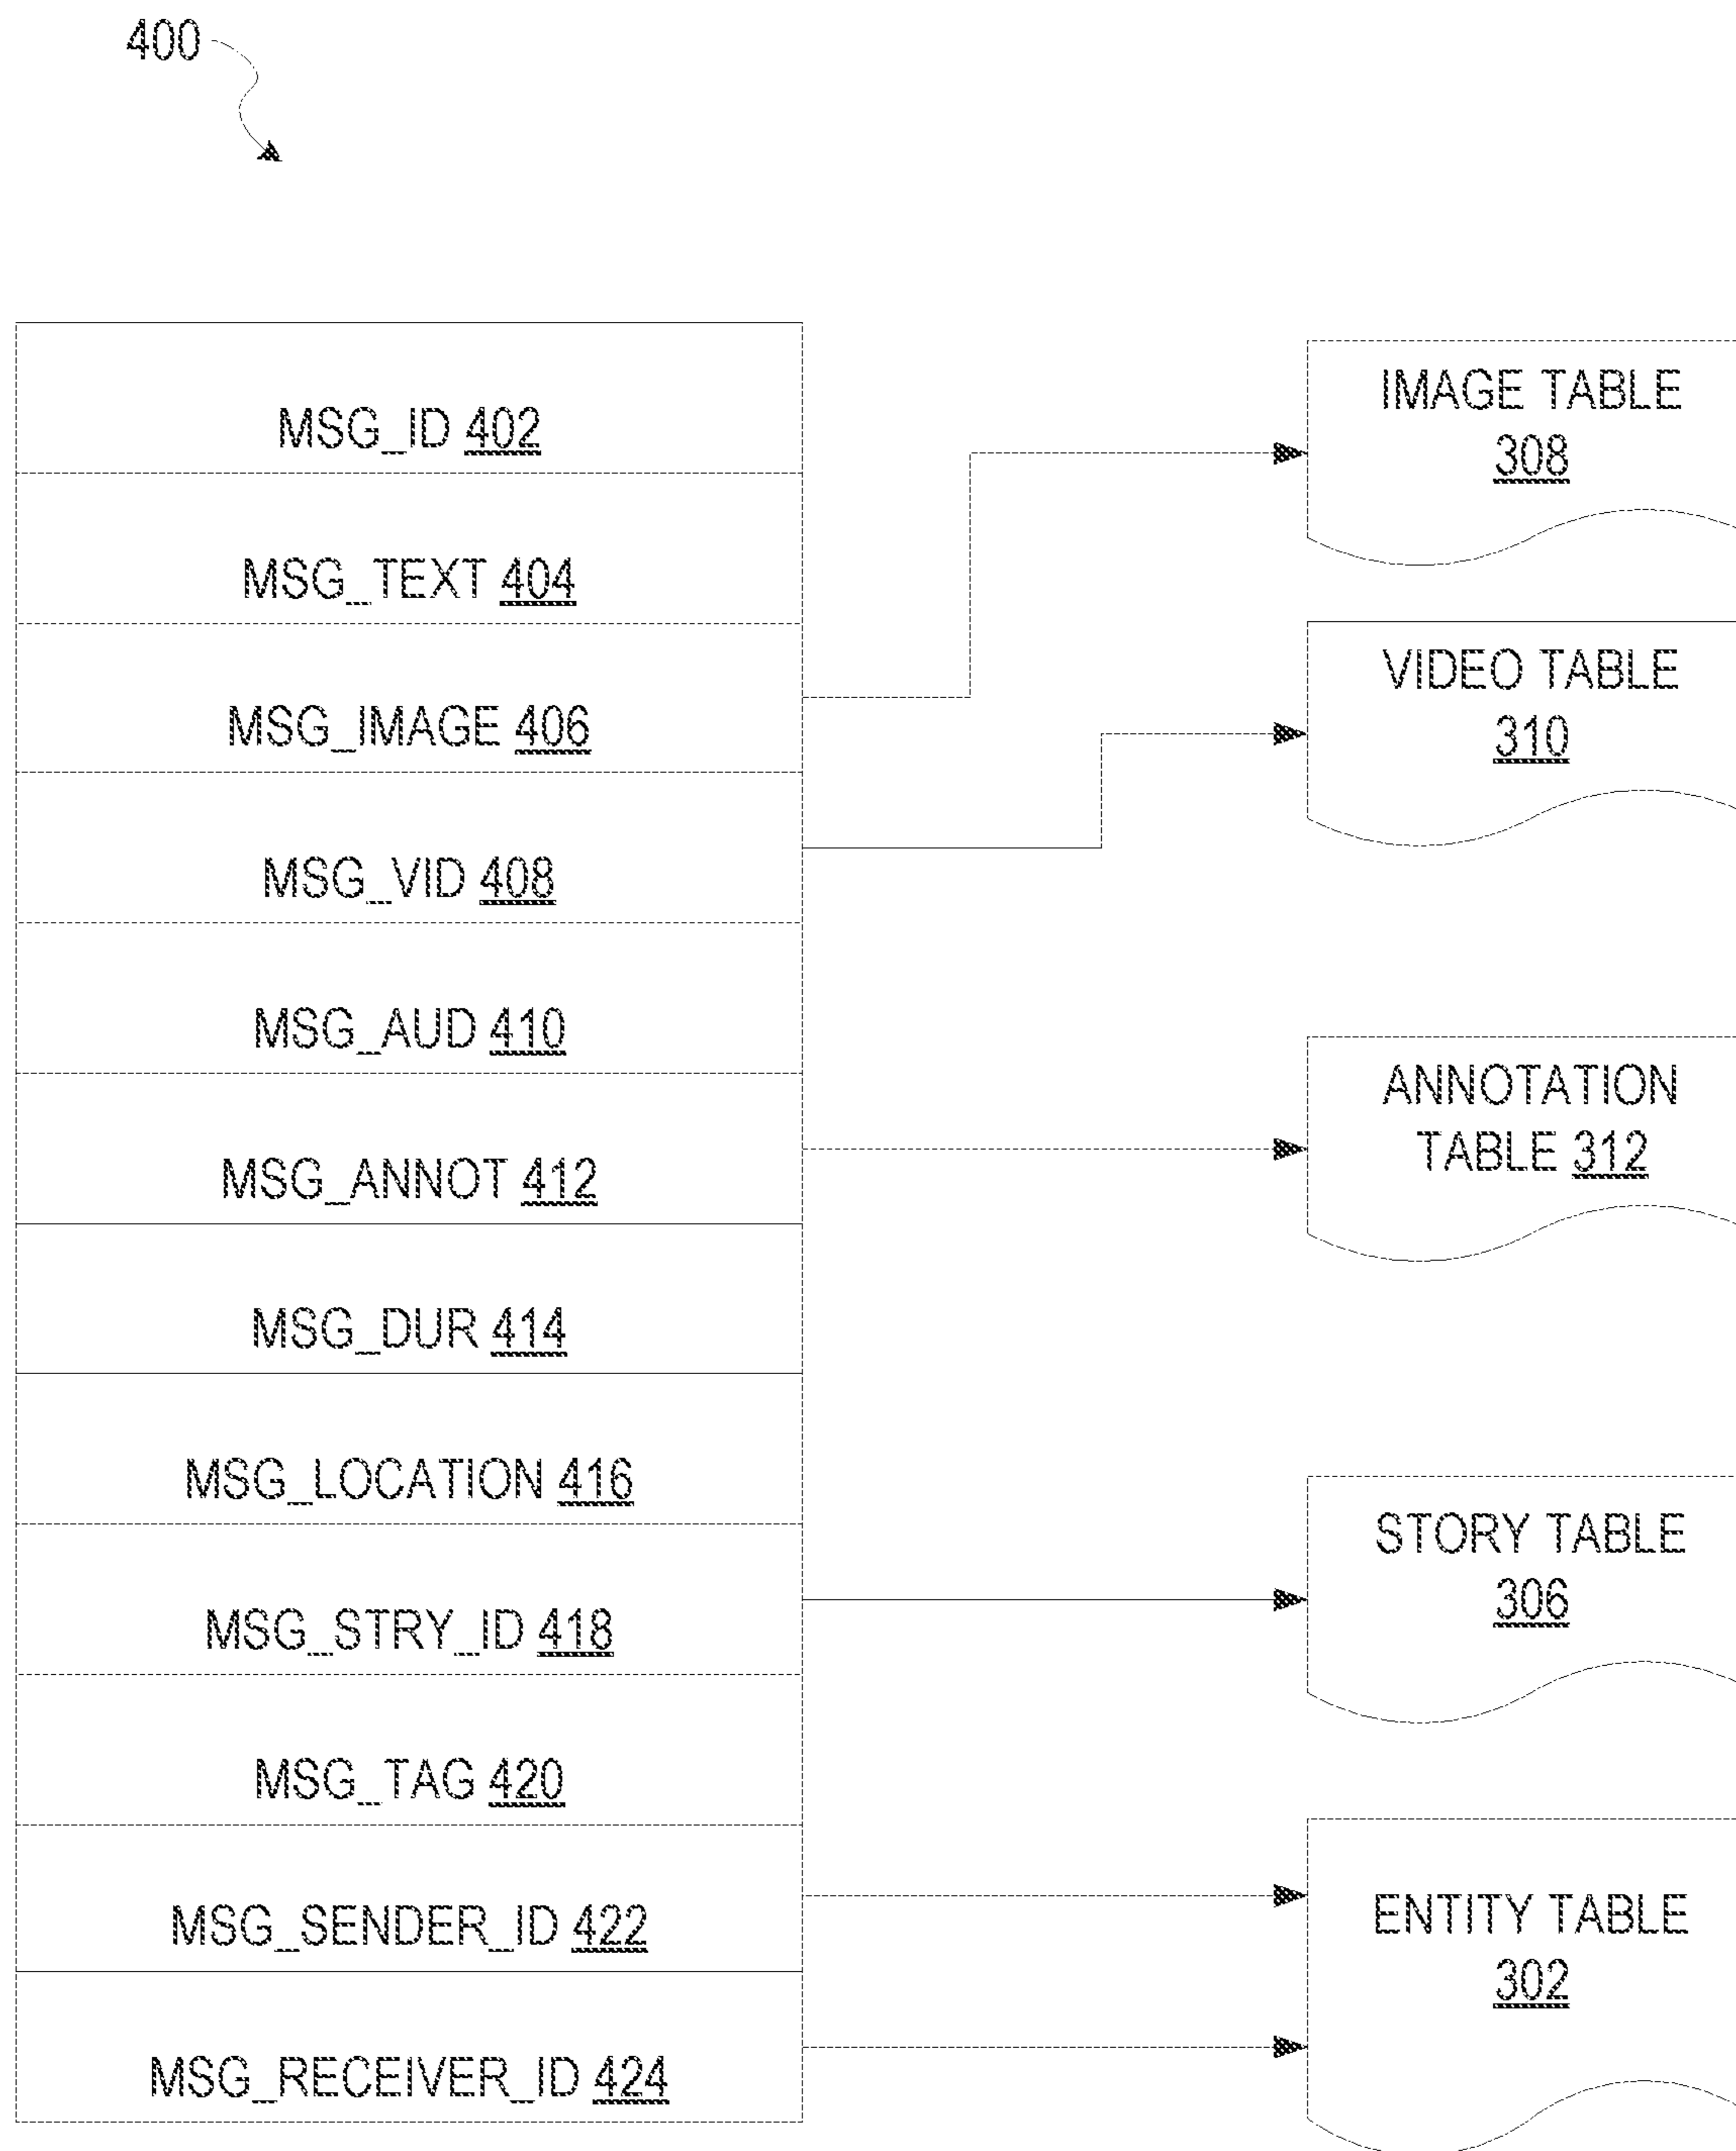 400
MSG_ID 402
MSG_TEXT 404
MSG_IMAGE 406
MSG_VID 408
MSG_AUD 410
MSG_ANNOT 412
MSG_DUR 414
MSG_LOCATION 416
MSG_STRY_ID 418
MSG_TAG 420
MSG_SENDER_ID 422
MSG_RECEIVER_ID 424
IMAGE TABLE
308
VIDEO TABLE
310
ANNOTATION
TABLE 312
STORY TABLE
306
ENTITY TABLE
302